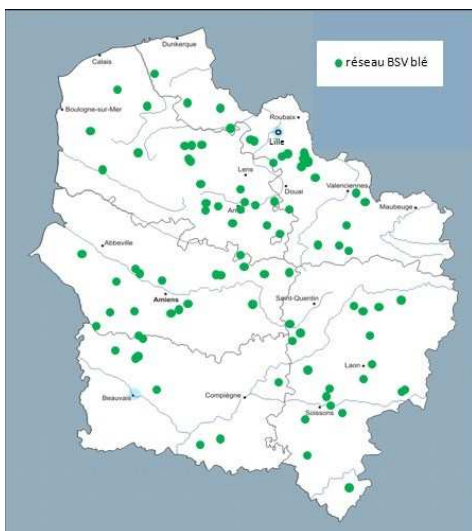 Dunkerque
Calais
réseau BSV blé
Boulogne-sur-Mer
Roubaix
Lille
Lens
Douai
Valenciennes
Maubeuge
Abbeville
Amiens
Saint-Quentin
Laon
Beauvais
Compiègne
Soissons